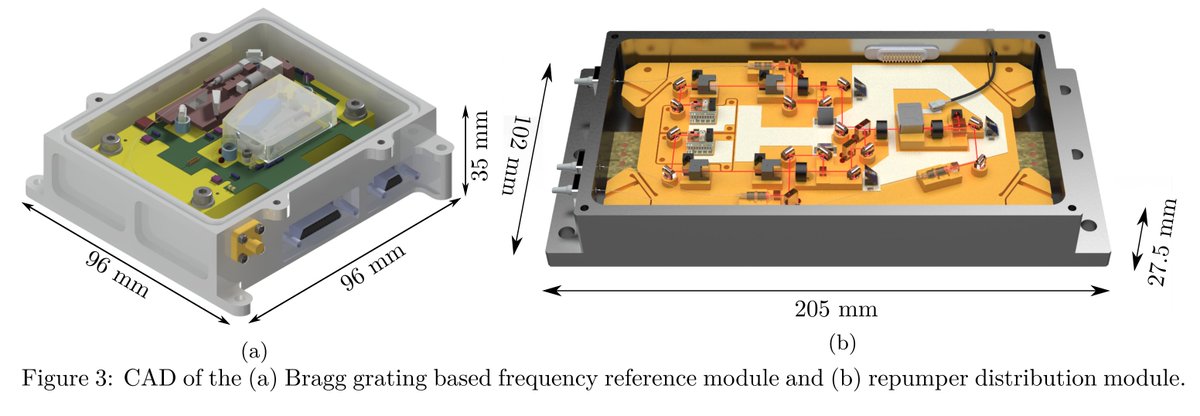 35 mm
96 mm
96 mm
(a)
102 mm
27.5 mm
205 mm
(b)
Figure 3: CAD of the (a) Bragg grating based frequency reference module and (b) repumper distribution module.